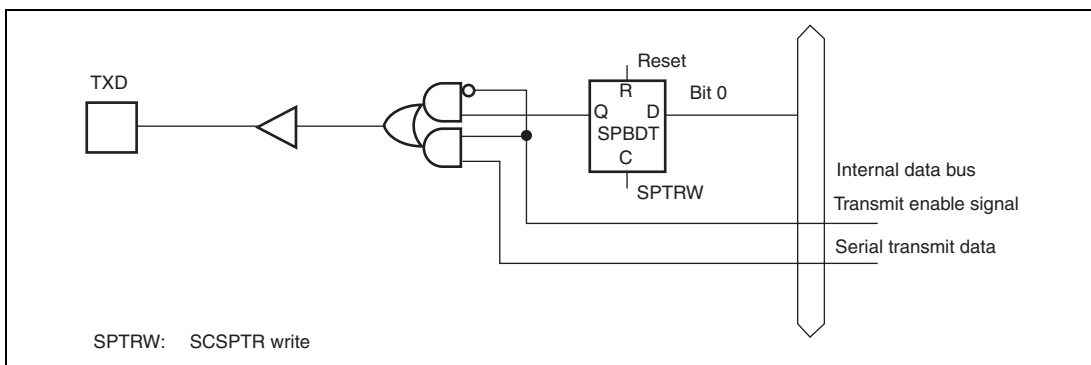 Reset
TXD
R
Bit 0
Q D
SPBDT
C
SPTRW
Internal data bus
Transmit enable signal
Serial transmit data
SPTRW: SCSPTR write